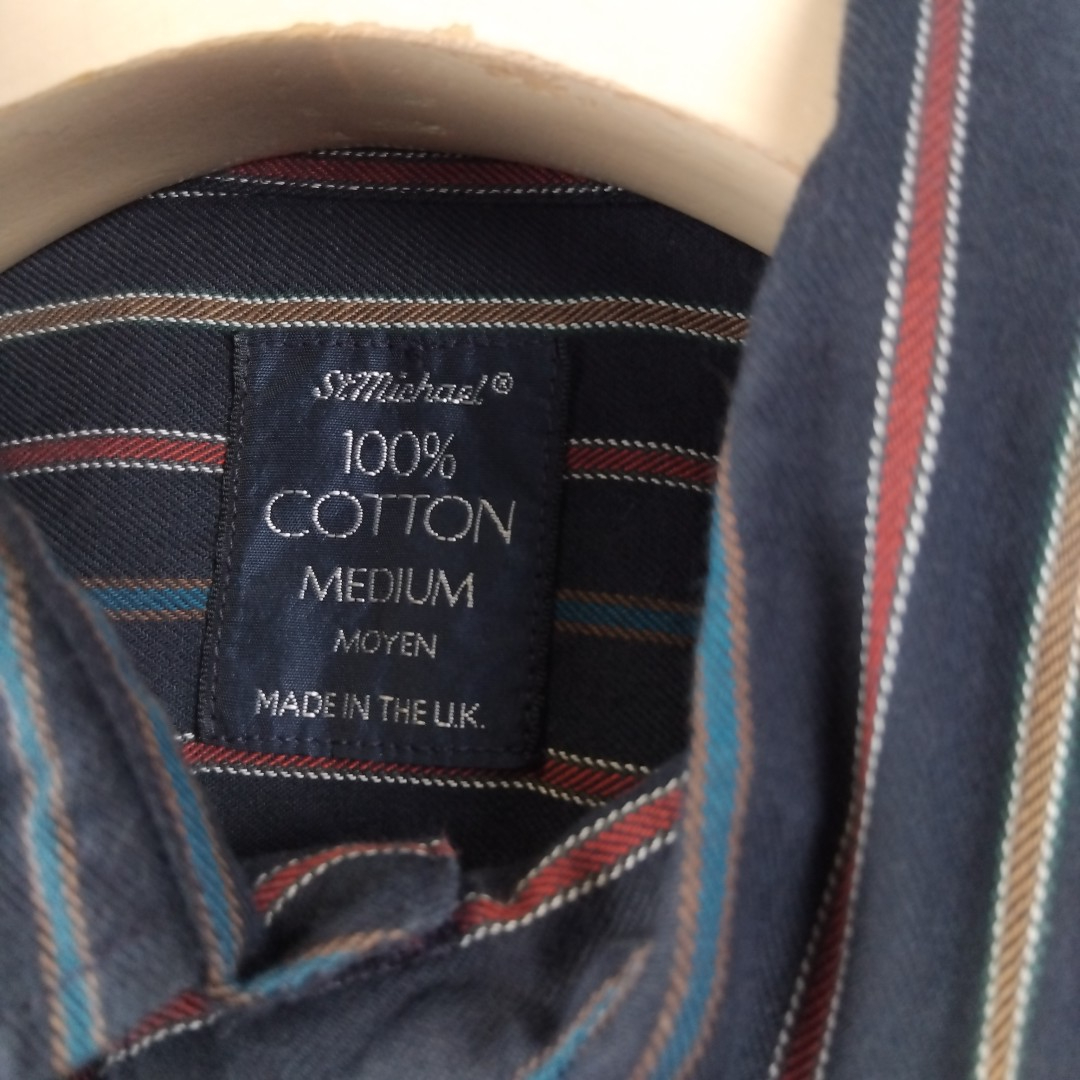 St Michael®
100%
COTTON
MEDIUM
MOYEN
MADE IN THE U.K.